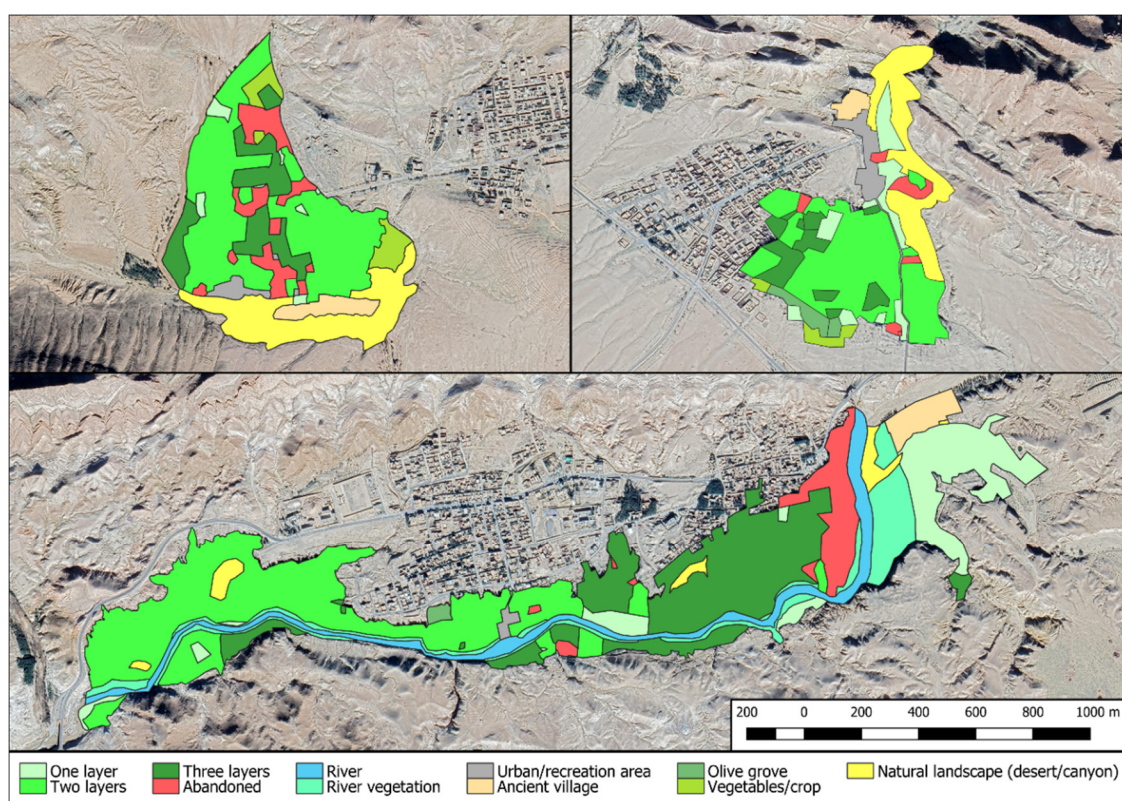 200 0 200 400 600 800 1000 m
One layer Three layers River Urban/recreation area Olive grove Natural landscape (desert/canyon)
Two layers Abandoned River vegetation Ancient village Vegetables/crop